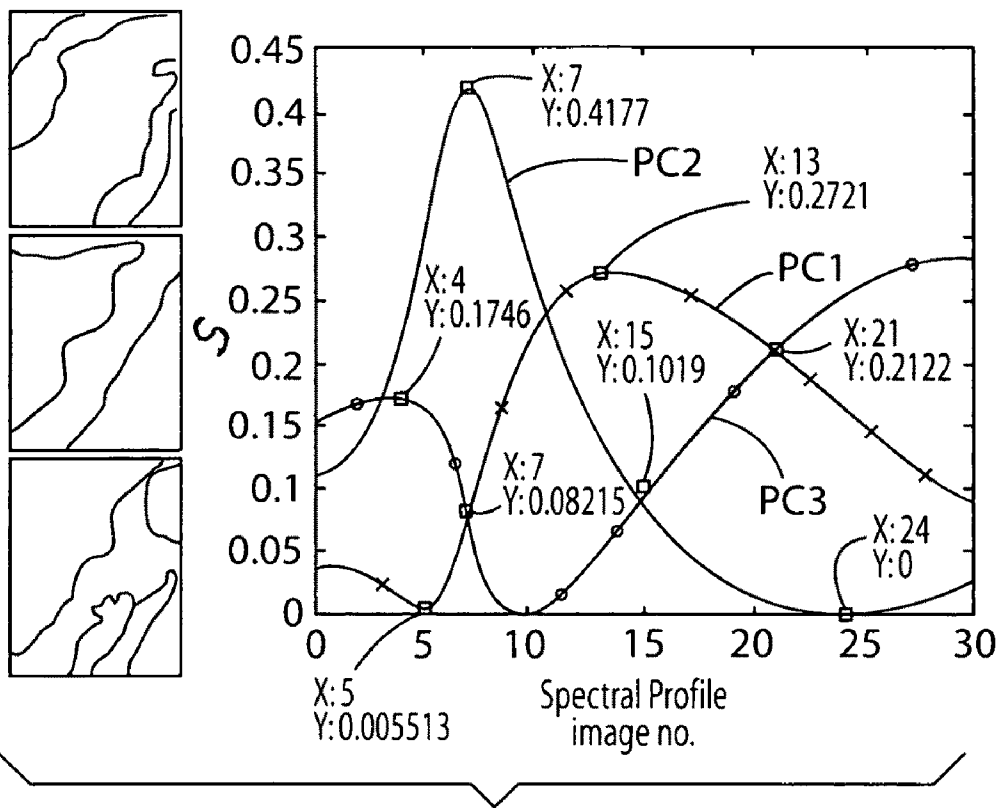 0.45
0.4
0.35
0.3
0.25
0.2
0.15
0.1
0.05
0
S
X: 7
Y: 0.4177
PC2
X: 13
Y: 0.2721
X: 4
Y: 0.1746
PC1
X: 15
Y: 0.1019
X: 21
Y: 0.2122
X: 7
Y: 0.08215
PC3
X: 24
Y: 0
0 5 10 15 20 25 30
X: 5
Y: 0.005513
Spectral Profile
image no.